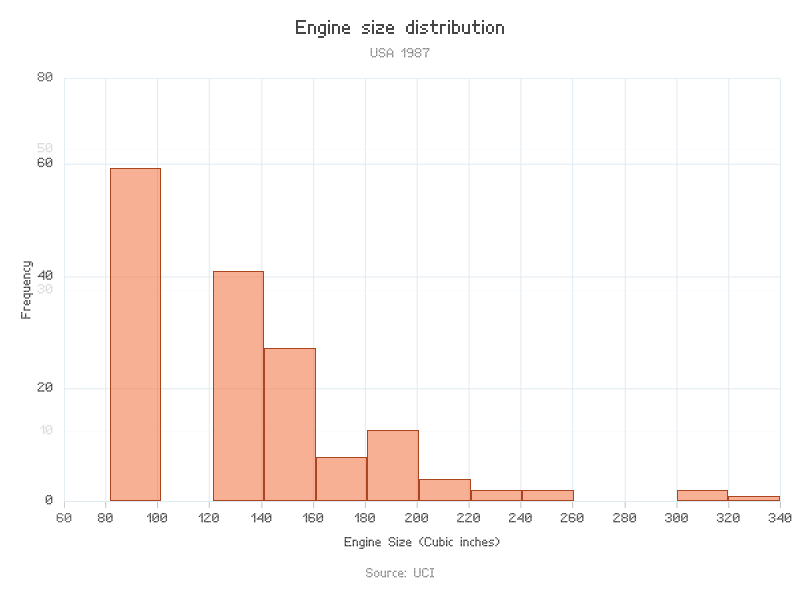 Engine size distribution
USA 1987
80
50
60
40
30
20
10
0
Frequency
60 80 100 120 140 160 180 200 220 240 260 280 300 320 340
Engine Size (Cubic inches)
Source: UCI